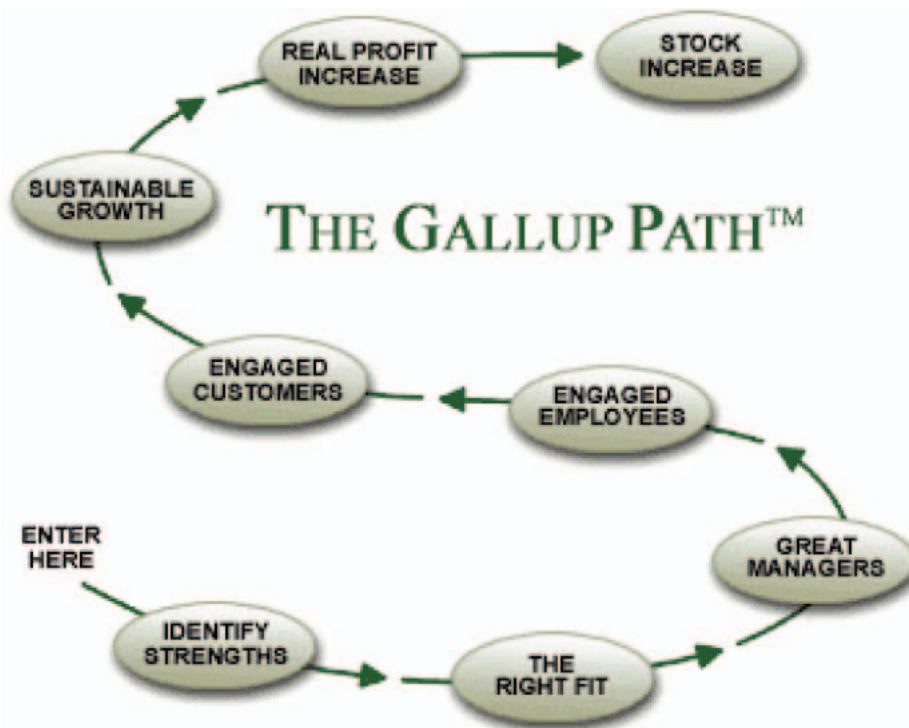 REAL PROFIT
INCREASE
STOCK
INCREASE
SUSTAINABLE
GROWTH
THE GALLUP PATH™
ENGAGED
CUSTOMERS
ENGAGED
EMPLOYEES
ENTER
HERE
GREAT
MANAGERS
IDENTIFY
STRENGTHS
THE
RIGHT FIT